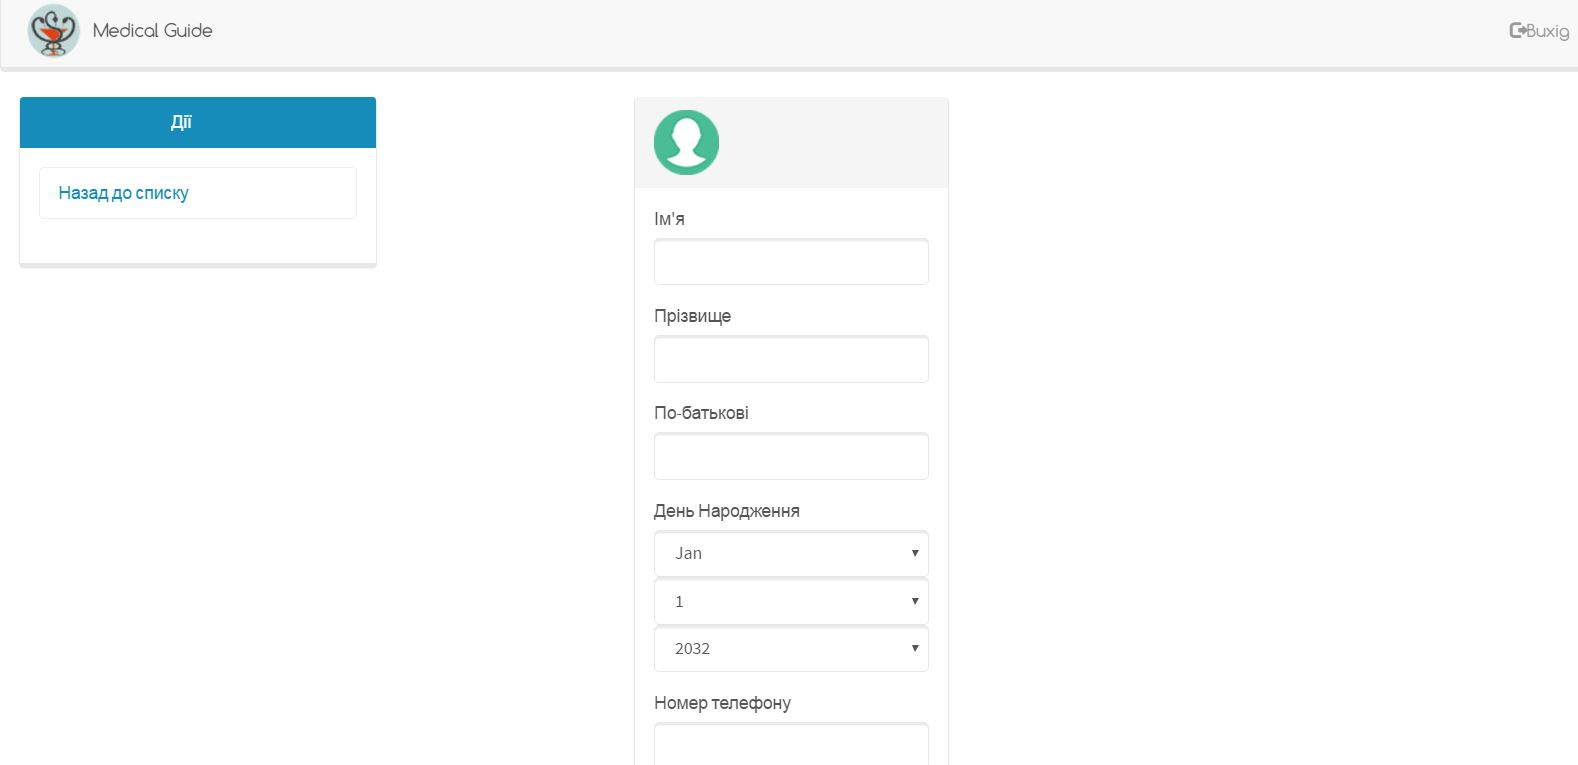 Medical Guide
Buxig
Дії
Назад до списку
Ім'я
Прізвище
По-батькові
День Народження
Jan
1
2032
Номер телефону